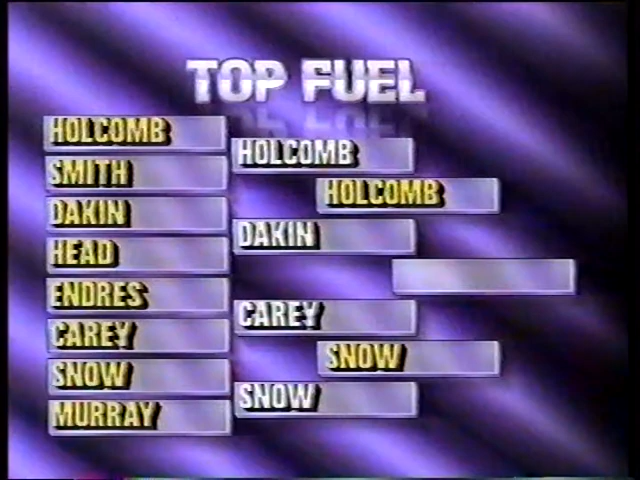 TOP FUEL
HOLCOMB
SMITH
DAKIN
HEAD
ENDRES
CAREY
SNOW
MURRAY
HOLCOMB
DAKIN
CAREY
SNOW
HOLCOMB
SNOW